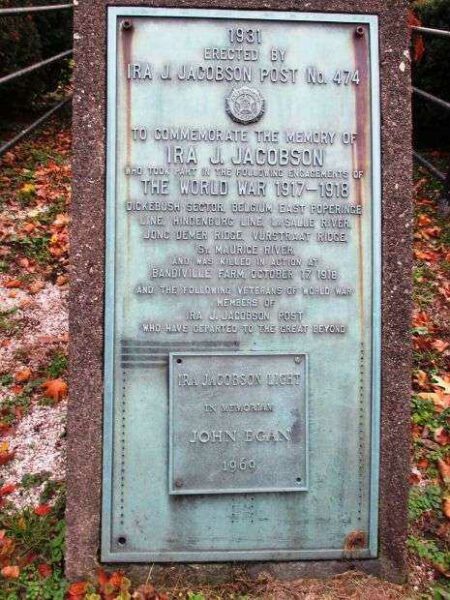 1931
ERECTED BY
IRA J. JACOBSON POST No. 474
TO COMMEMORATE THE MEMORY OF
IRA J. JACOBSON
WHO TOOK PART IN THE FOLLOWING ENGAGEMENTS OF
THE WORLD WAR 1917-1918
DICKEBUSH SECTOR, BELGIUM EAST POPERINGE
LINE, HINDENBURG LINE, LA SALLE RIVER
JONC DEMER RIDGE, VIERSTRAAT RIDGE,
ST. MAURICE RIVER
AND WAS KILLED IN ACTION AT
BANDIVILLE FARM OCTOBER 17 1918
AND THE FOLLOWING VETERANS OF WORLD WAR
MEMBERS OF
IRA J. JACOBSON POST
WHO HAVE DEPARTED TO THE GREAT BEYOND
IRA JACOBSON LIGHT
IN MEMORIAN
JOHN EGAN
1969